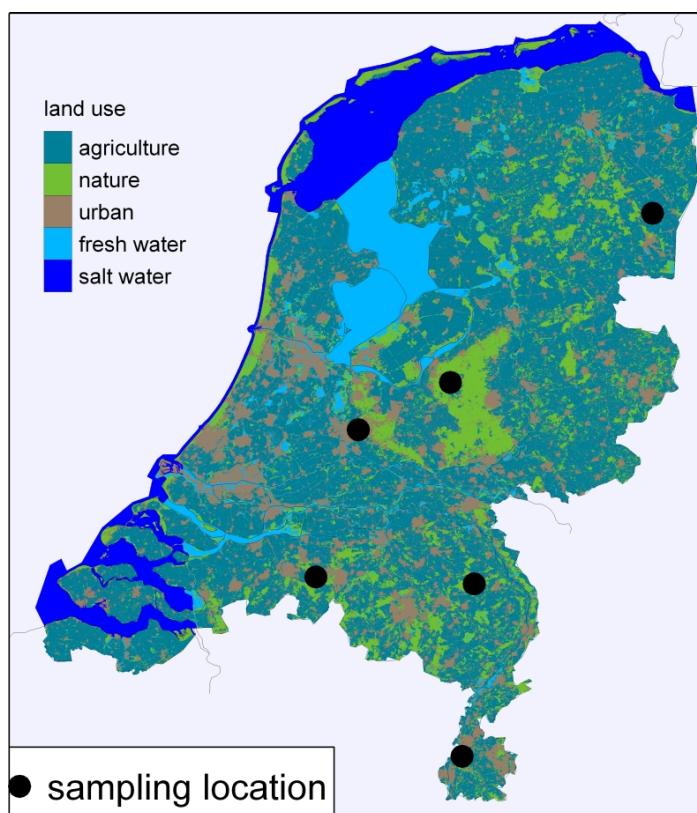 land use
agriculture
nature
urban
fresh water
salt water
sampling location